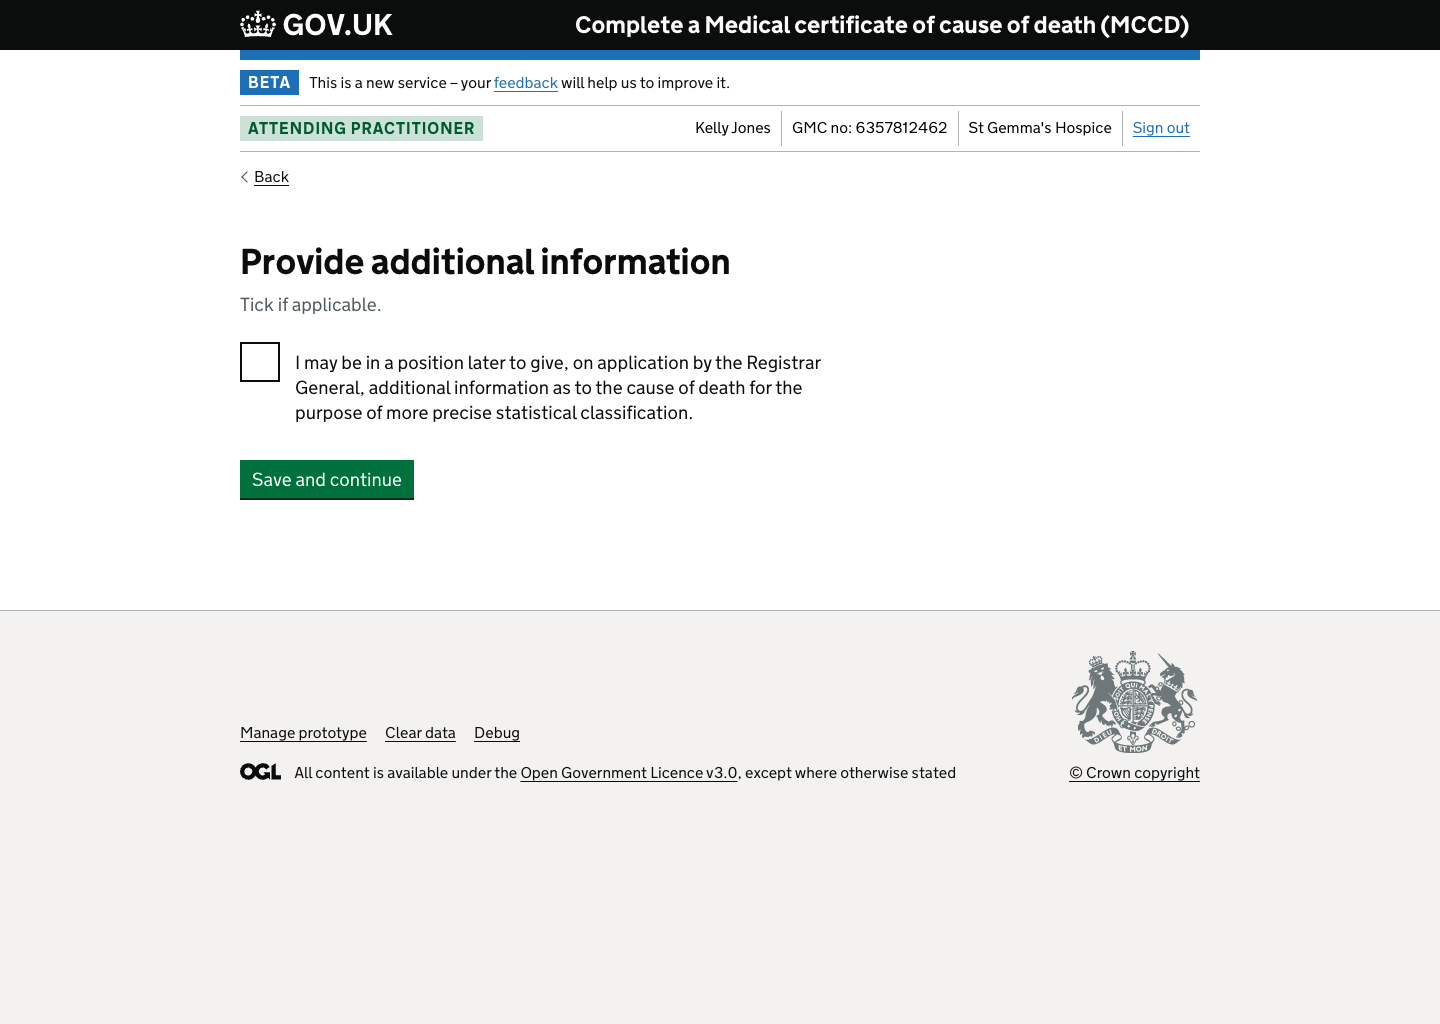 GOV.UK
Complete a Medical certificate of cause of death (MCCD)
BETA This is a new service – your feedback will help us to improve it.
ATTENDING PRACTITIONER
Kelly Jones GMC no: 6357812462 St Gemma's Hospice Sign out
Back
Provide additional information
Tick if applicable.
I may be in a position later to give, on application by the Registrar
General, additional information as to the cause of death for the
purpose of more precise statistical classification.
Save and continue
Manage prototype Clear data Debug
OGL All content is available under the Open Government Licence v3.0, except where otherwise stated
DIEU ET MON DROIT
© Crown copyright